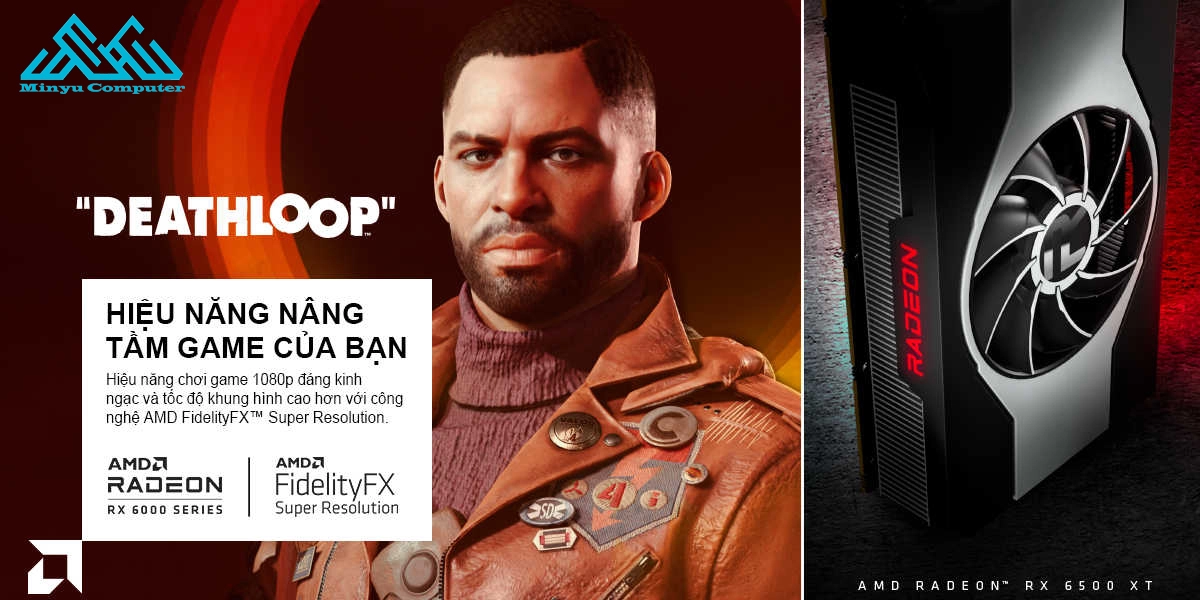 Minyu Computer
"DEATHLOOP"™
HIỆU NĂNG NÂNG
TẦM GAME CỦA BẠN
Hiệu năng chơi game 1080p đáng kinh
ngạc và tốc độ khung hình cao hơn với công
nghệ AMD FidelityFX™ Super Resolution.
AMD
RADEON
RX 6000 SERIES
AMD
FidelityFX
Super Resolution
RADEON
AMD RADEON™ RX 6500 XT